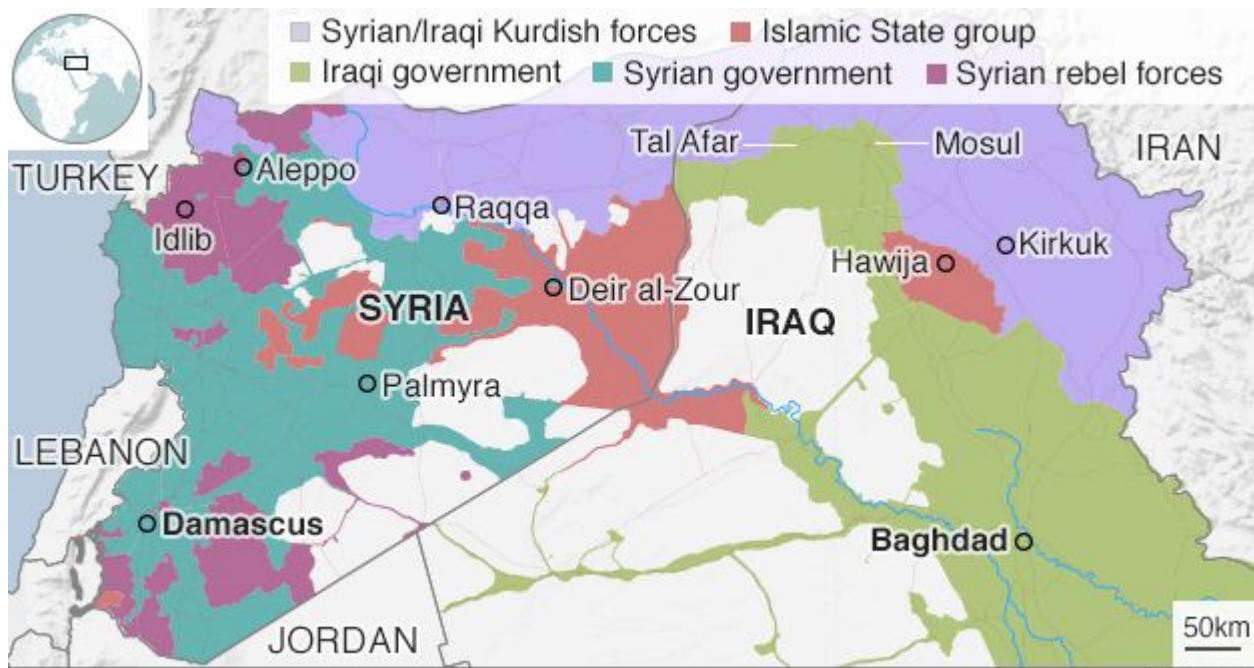 Syrian/Iraqi Kurdish forces
Islamic State group
Iraqi government
Syrian government
Syrian rebel forces
Tal Afar
Mosul
IRAN
TURKEY
Aleppo
Raqqa
Idlib
Kirkuk
Hawija
Deir al-Zour
SYRIA
IRAQ
Palmyra
LEBANON
Damascus
Baghdad
JORDAN
50km